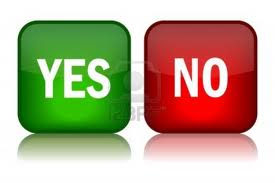 YES NO